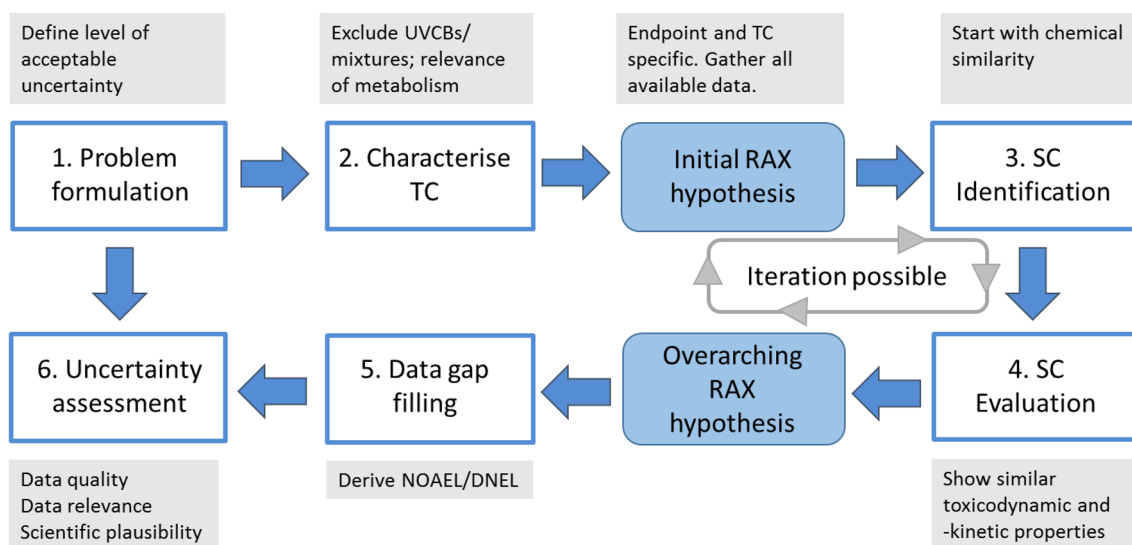 Define level of
acceptable
uncertainty
Exclude UVCBs/
mixtures; relevance
of metabolism
Endpoint and TC
specific. Gather all
available data.
Start with chemical
similarity
1. Problem
formulation
2. Characterise
TC
Initial RAX
hypothesis
3. SC
Identification
Iteration possible
6. Uncertainty
assessment
5. Data gap
filling
Overarching
RAX
hypothesis
4. SC
Evaluation
Data quality
Data relevance
Scientific plausibility
Derive NOAEL/DNEL
Show similar
toxicodynamic and
-kinetic properties